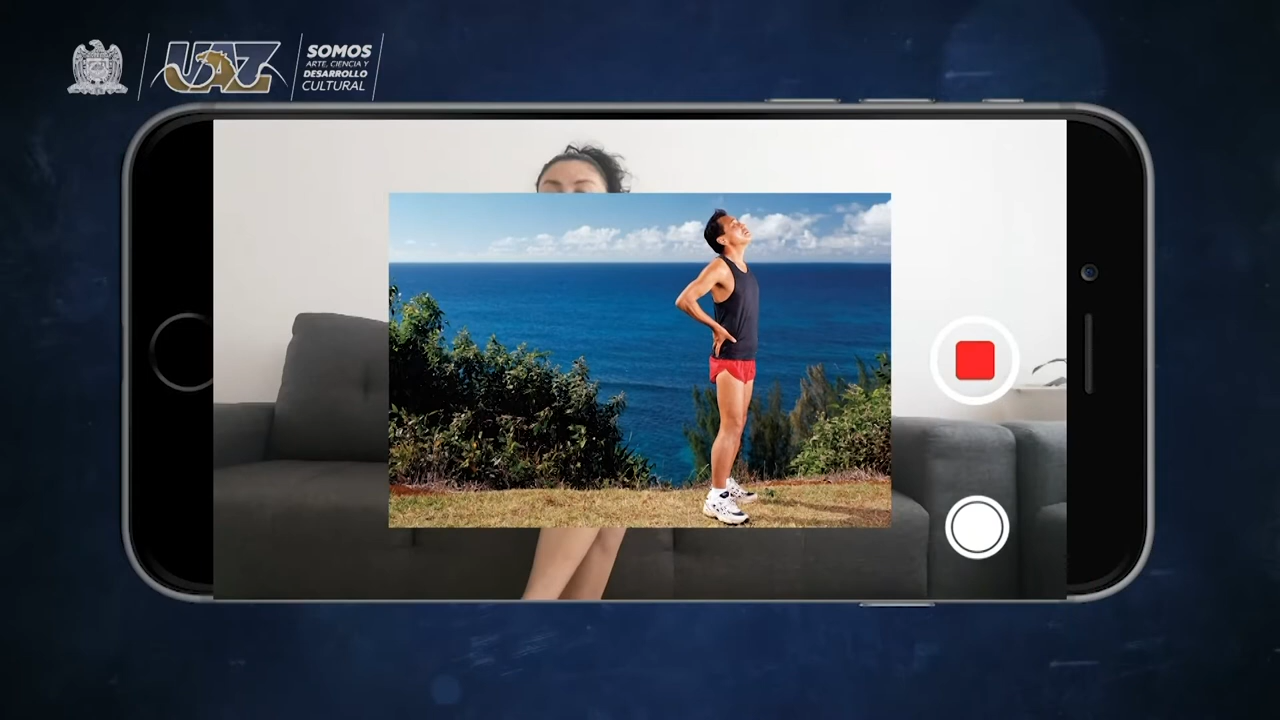 UAZ
SOMOS
ARTE, CIENCIA Y
DESARROLLO
CULTURAL